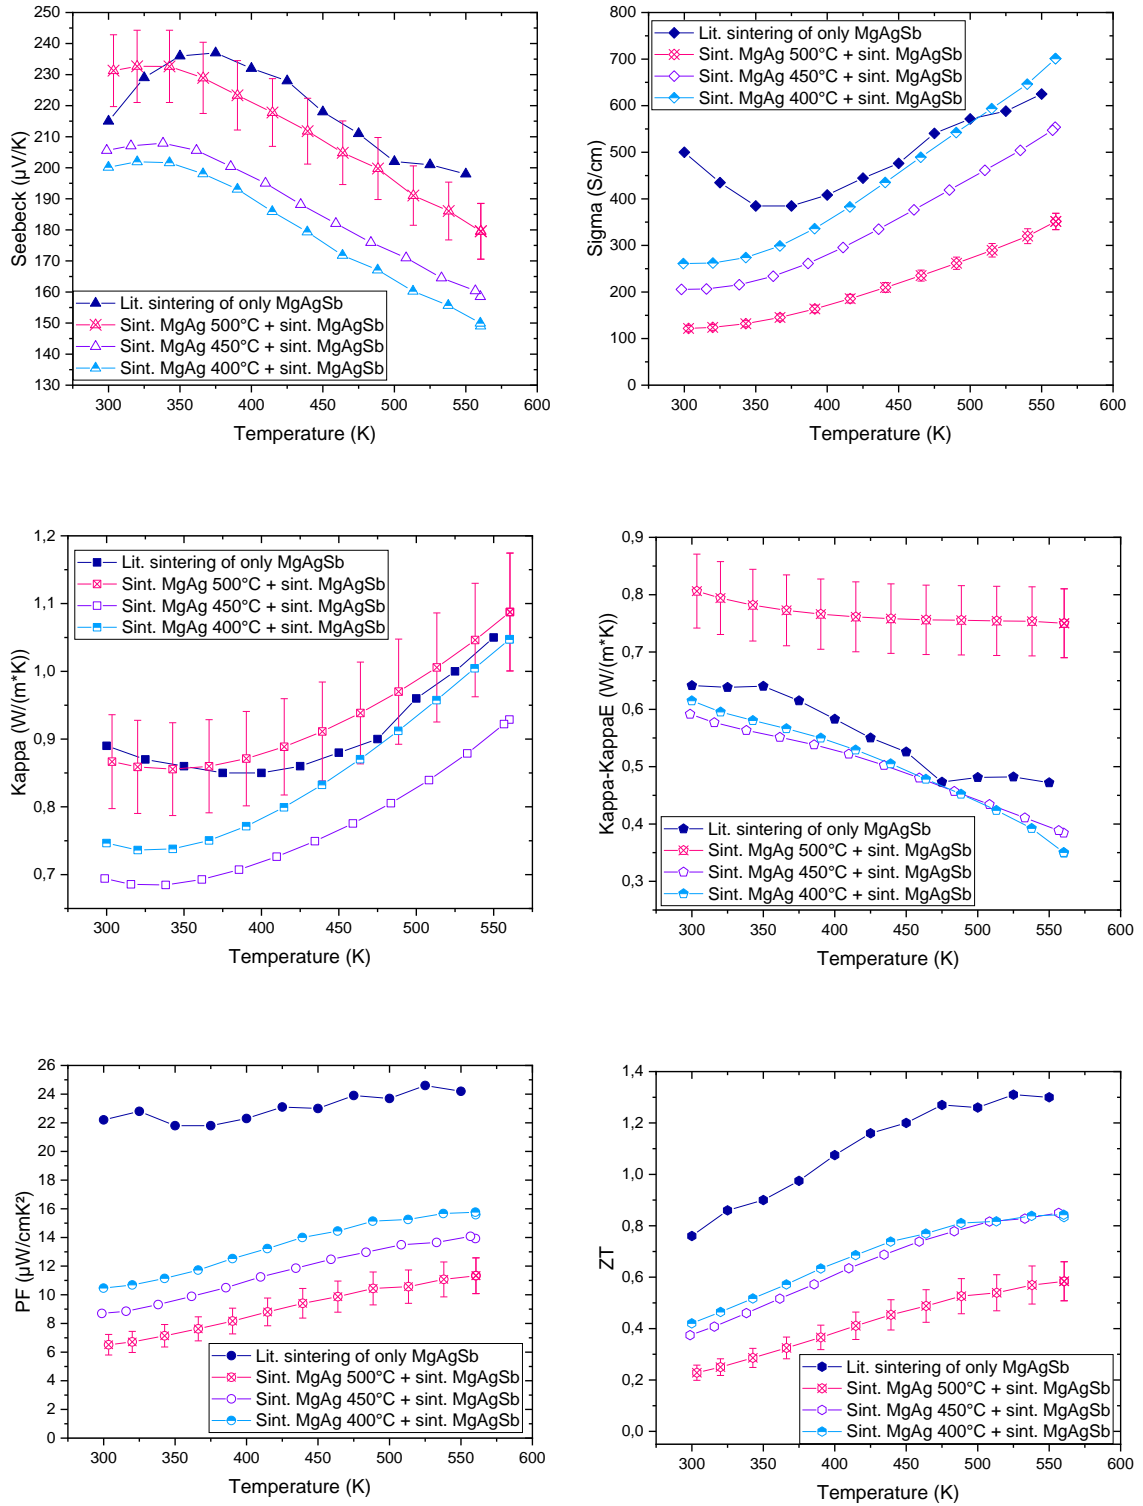 250
240
230
220
210
200
190
180
170
160
150
140
130
Seebeck (µV/K)
Lit. sintering of only MgAgSb
Sint. MgAg 500°C + sint. MgAgSb
Sint. MgAg 450°C + sint. MgAgSb
Sint. MgAg 400°C + sint. MgAgSb
300 350 400 450 500 550 600
Temperature (K)
800
700
600
500
400
300
200
100
0
Sigma (S/cm)
Lit. sintering of only MgAgSb
Sint. MgAg 500°C + sint. MgAgSb
Sint. MgAg 450°C + sint. MgAgSb
Sint. MgAg 400°C + sint. MgAgSb
300 350 400 450 500 550 600
Temperature (K)
1,2
1,1
1,0
0,9
0,8
0,7
Kappa (W/(m*K)
Lit. sintering of only MgAgSb
Sint. MgAg 500°C + sint. MgAgSb
Sint. MgAg 450°C + sint. MgAgSb
Sint. MgAg 400°C + sint. MgAgSb
300 350 400 450 500 550
Temperature (K)
0,9
0,8
0,7
0,6
0,5
0,4
0,3
Kappa-KappaE (W/(m*K)
Lit. sintering of only MgAgSb
Sint. MgAg 500°C + sint. MgAgSb
Sint. MgAg 450°C + sint. MgAgSb
Sint. MgAg 400°C + sint. MgAgSb
300 350 400 450 500 550 600
Temperature (K)
26
24
22
20
18
16
14
12
10
8
6
4
2
0
PF (µW/cmK²)
Lit. sintering of only MgAgSb
Sint. MgAg 500°C + sint. MgAgSb
Sint. MgAg 450°C + sint. MgAgSb
Sint. MgAg 400°C + sint. MgAgSb
300 350 400 450 500 550 600
Temperature (K)
1,4
1,2
1,0
0,8
0,6
0,4
0,2
0,0
ZT
Lit. sintering of only MgAgSb
Sint. MgAg 500°C + sint. MgAgSb
Sint. MgAg 450°C + sint. MgAgSb
Sint. MgAg 400°C + sint. MgAgSb
300 350 400 450 500 550 600
Temperature (K)